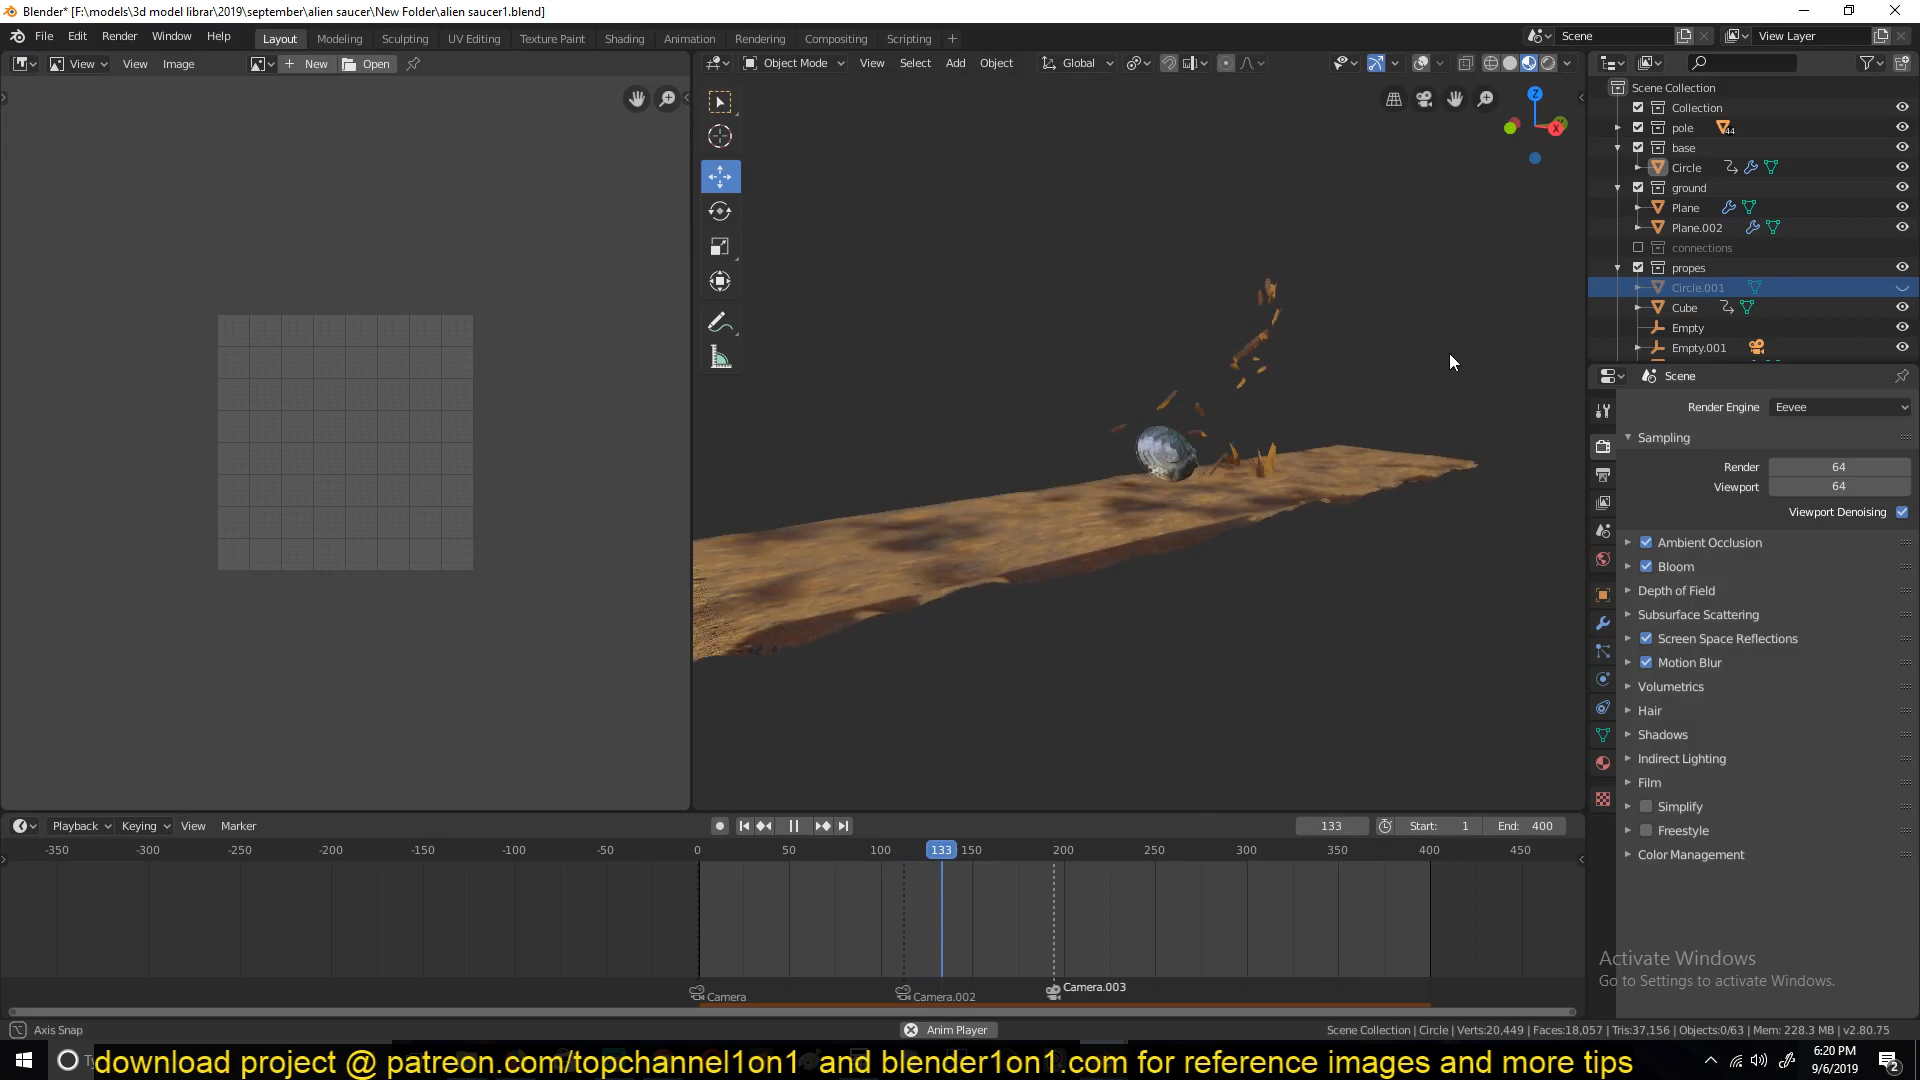 Blender* [F:\models\3d model librar\2019\september\alien saucer\New Folder\alien saucer1.blend]
File Edit Render Window Help Layout Modeling Sculpting UV Editing Texture Paint Shading Animation Rendering Compositing Scripting Scene View Layer
View View Image New Open Object Mode View Select Add Object Global
Scene Collection
Collection
pole 44
base
Circle
ground
Plane
Plane.002
connections
propes
Circle.001
Cube
Empty
Empty.001
Z
X
Scene
Render Engine Eevee
Sampling
Render 64
Viewport 64
Viewport Denoising
Ambient Occlusion
Bloom
Depth of Field
Subsurface Scattering
Screen Space Reflections
Motion Blur
Volumetrics
Hair
Shadows
Indirect Lighting
Film
Simplify
Freestyle
Color Management
Playback Keying View Marker 133 Start: 1 End: 400
-350 -300 -250 -200 -150 -100 -50 0 50 100 133 150 200 250 300 350 400 450
Camera Camera.002 Camera.003
Activate Windows
Go to Settings to activate Windows.
Axis Snap Anim Player Scene Collection | Circle | Verts:20,449 | Faces:18,057 | Tris:37,156 | Objects:0/63 | Mem: 228.3 MB | v2.80.75
download project @ patreon.com/topchannel1on1 and blender1on1.com for reference images and more tips
6:20 PM
9/6/2019
2